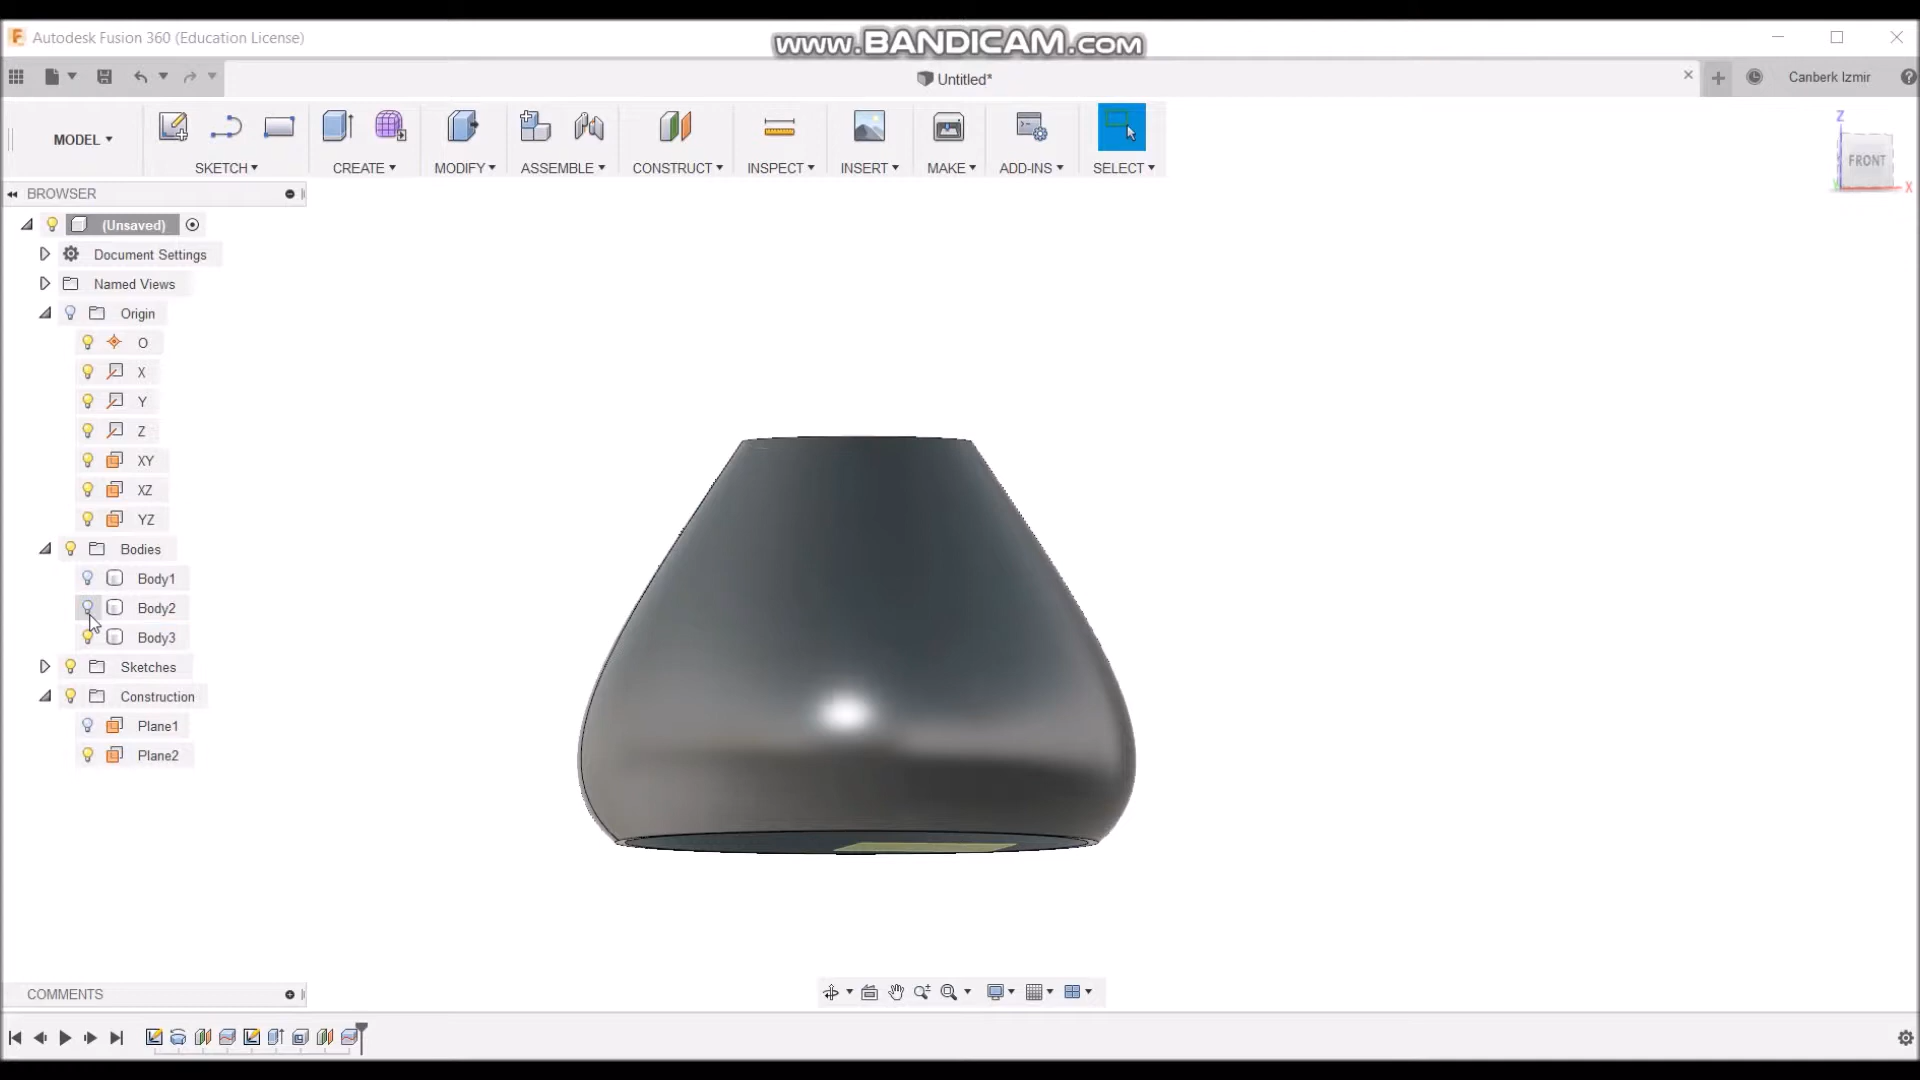 Autodesk Fusion 360 (Education License)
www.BANDICAM.com
Untitled*
Canberk Izmir
MODEL
SKETCH
CREATE
MODIFY
ASSEMBLE
CONSTRUCT
INSPECT
INSERT
MAKE
ADD-INS
SELECT
Z
FRONT
X
BROWSER
(Unsaved)
Document Settings
Named Views
Origin
O
X
Y
Z
XY
XZ
YZ
Bodies
Body1
Body2
Body3
Sketches
Construction
Plane1
Plane2
COMMENTS